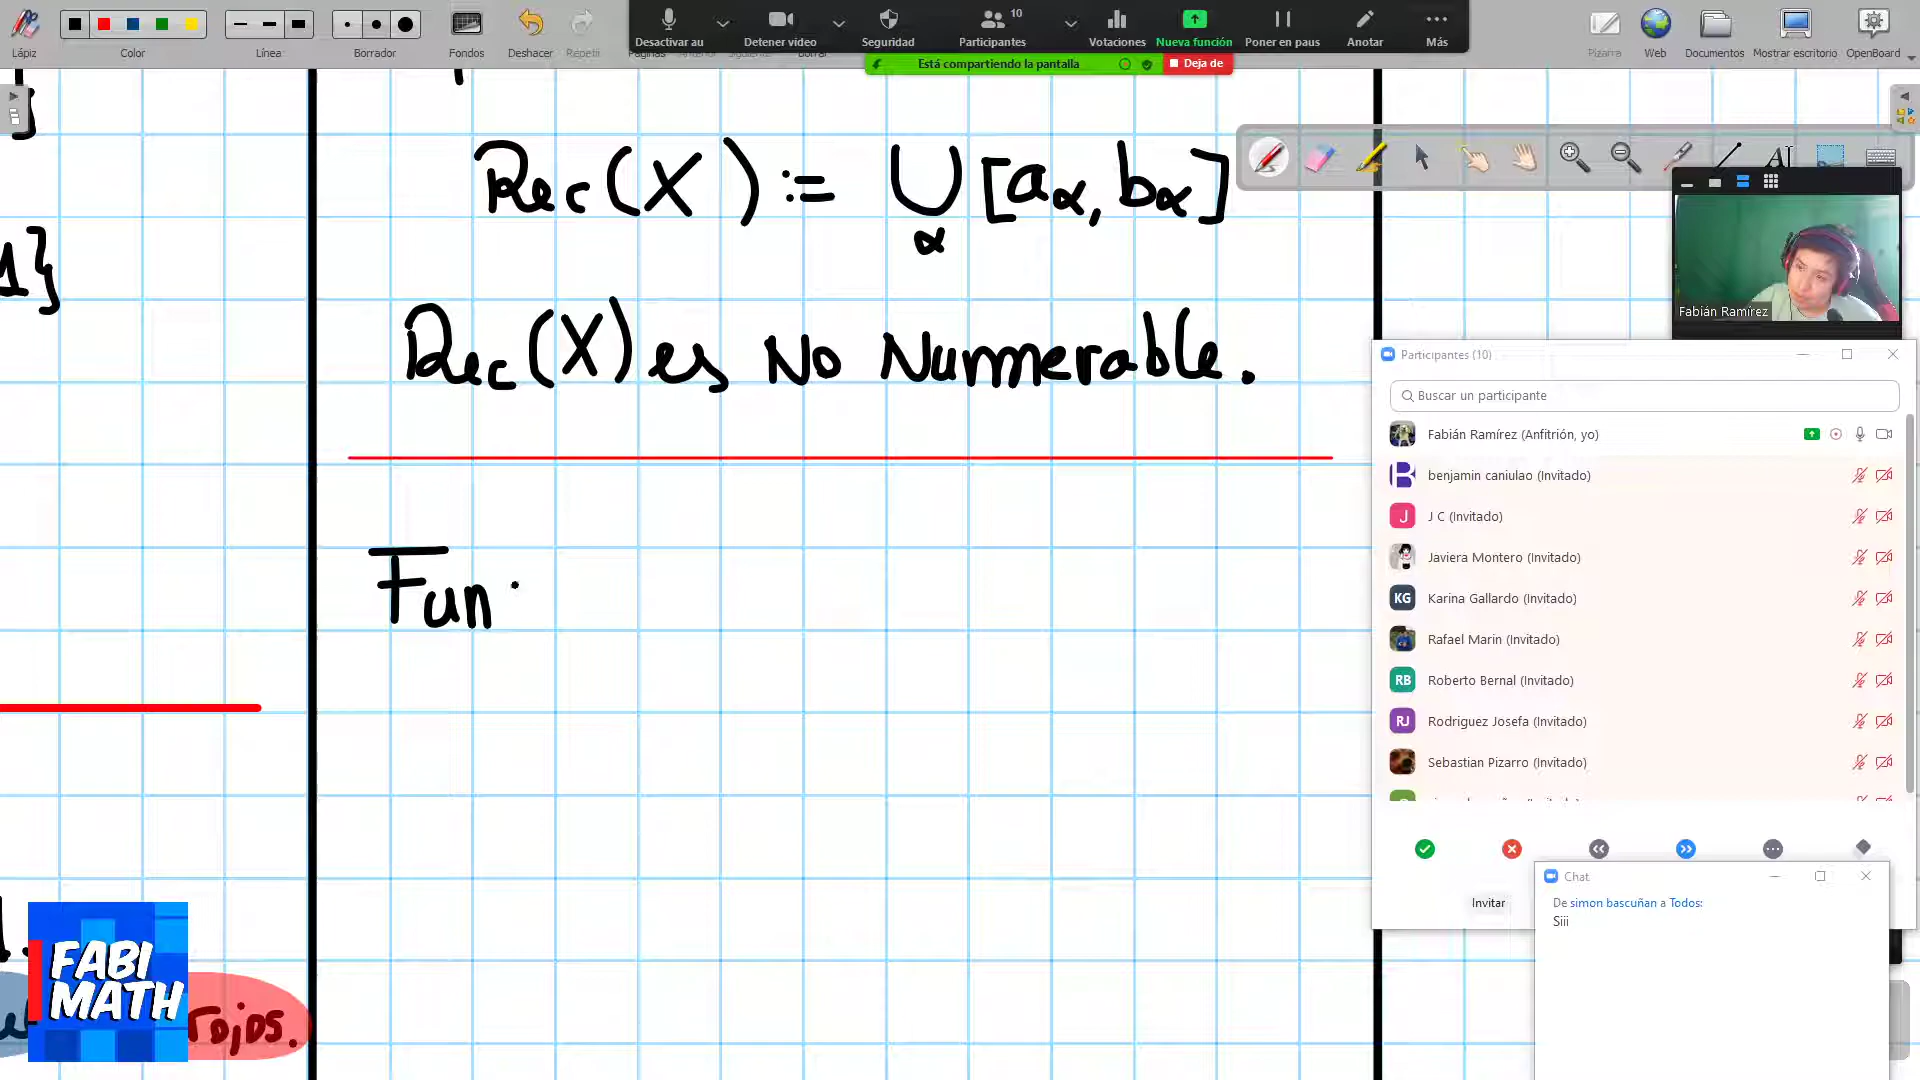 Lápiz
Color
Línea
Borrador
Fondos
Deshacer
Repetir
Páginas
Borrar
Desactivar au
Detener video
Seguridad
Participantes
10
Votaciones
Nueva función
Poner en paus
Anotar
Más
Está compartiendo la pantalla
Deja de
Pizarra
Web
Documentos
Mostrar escritorio
OpenBoard
Rec(X) := ⋃ [aα, bα]
α
Rec(X) es No Numerable.
1}
Fun
rojos.
FABI
MATH
Fabián Ramírez
Participantes (10)
Buscar un participante
Fabián Ramírez (Anfitrión, yo)
benjamin caniulao (Invitado)
J
J C (Invitado)
Javiera Montero (Invitado)
KG
Karina Gallardo (Invitado)
Rafael Marin (Invitado)
RB
Roberto Bernal (Invitado)
RJ
Rodriguez Josefa (Invitado)
Sebastian Pizarro (Invitado)
Invitar
Chat
De simon bascuñan a Todos:
Siii